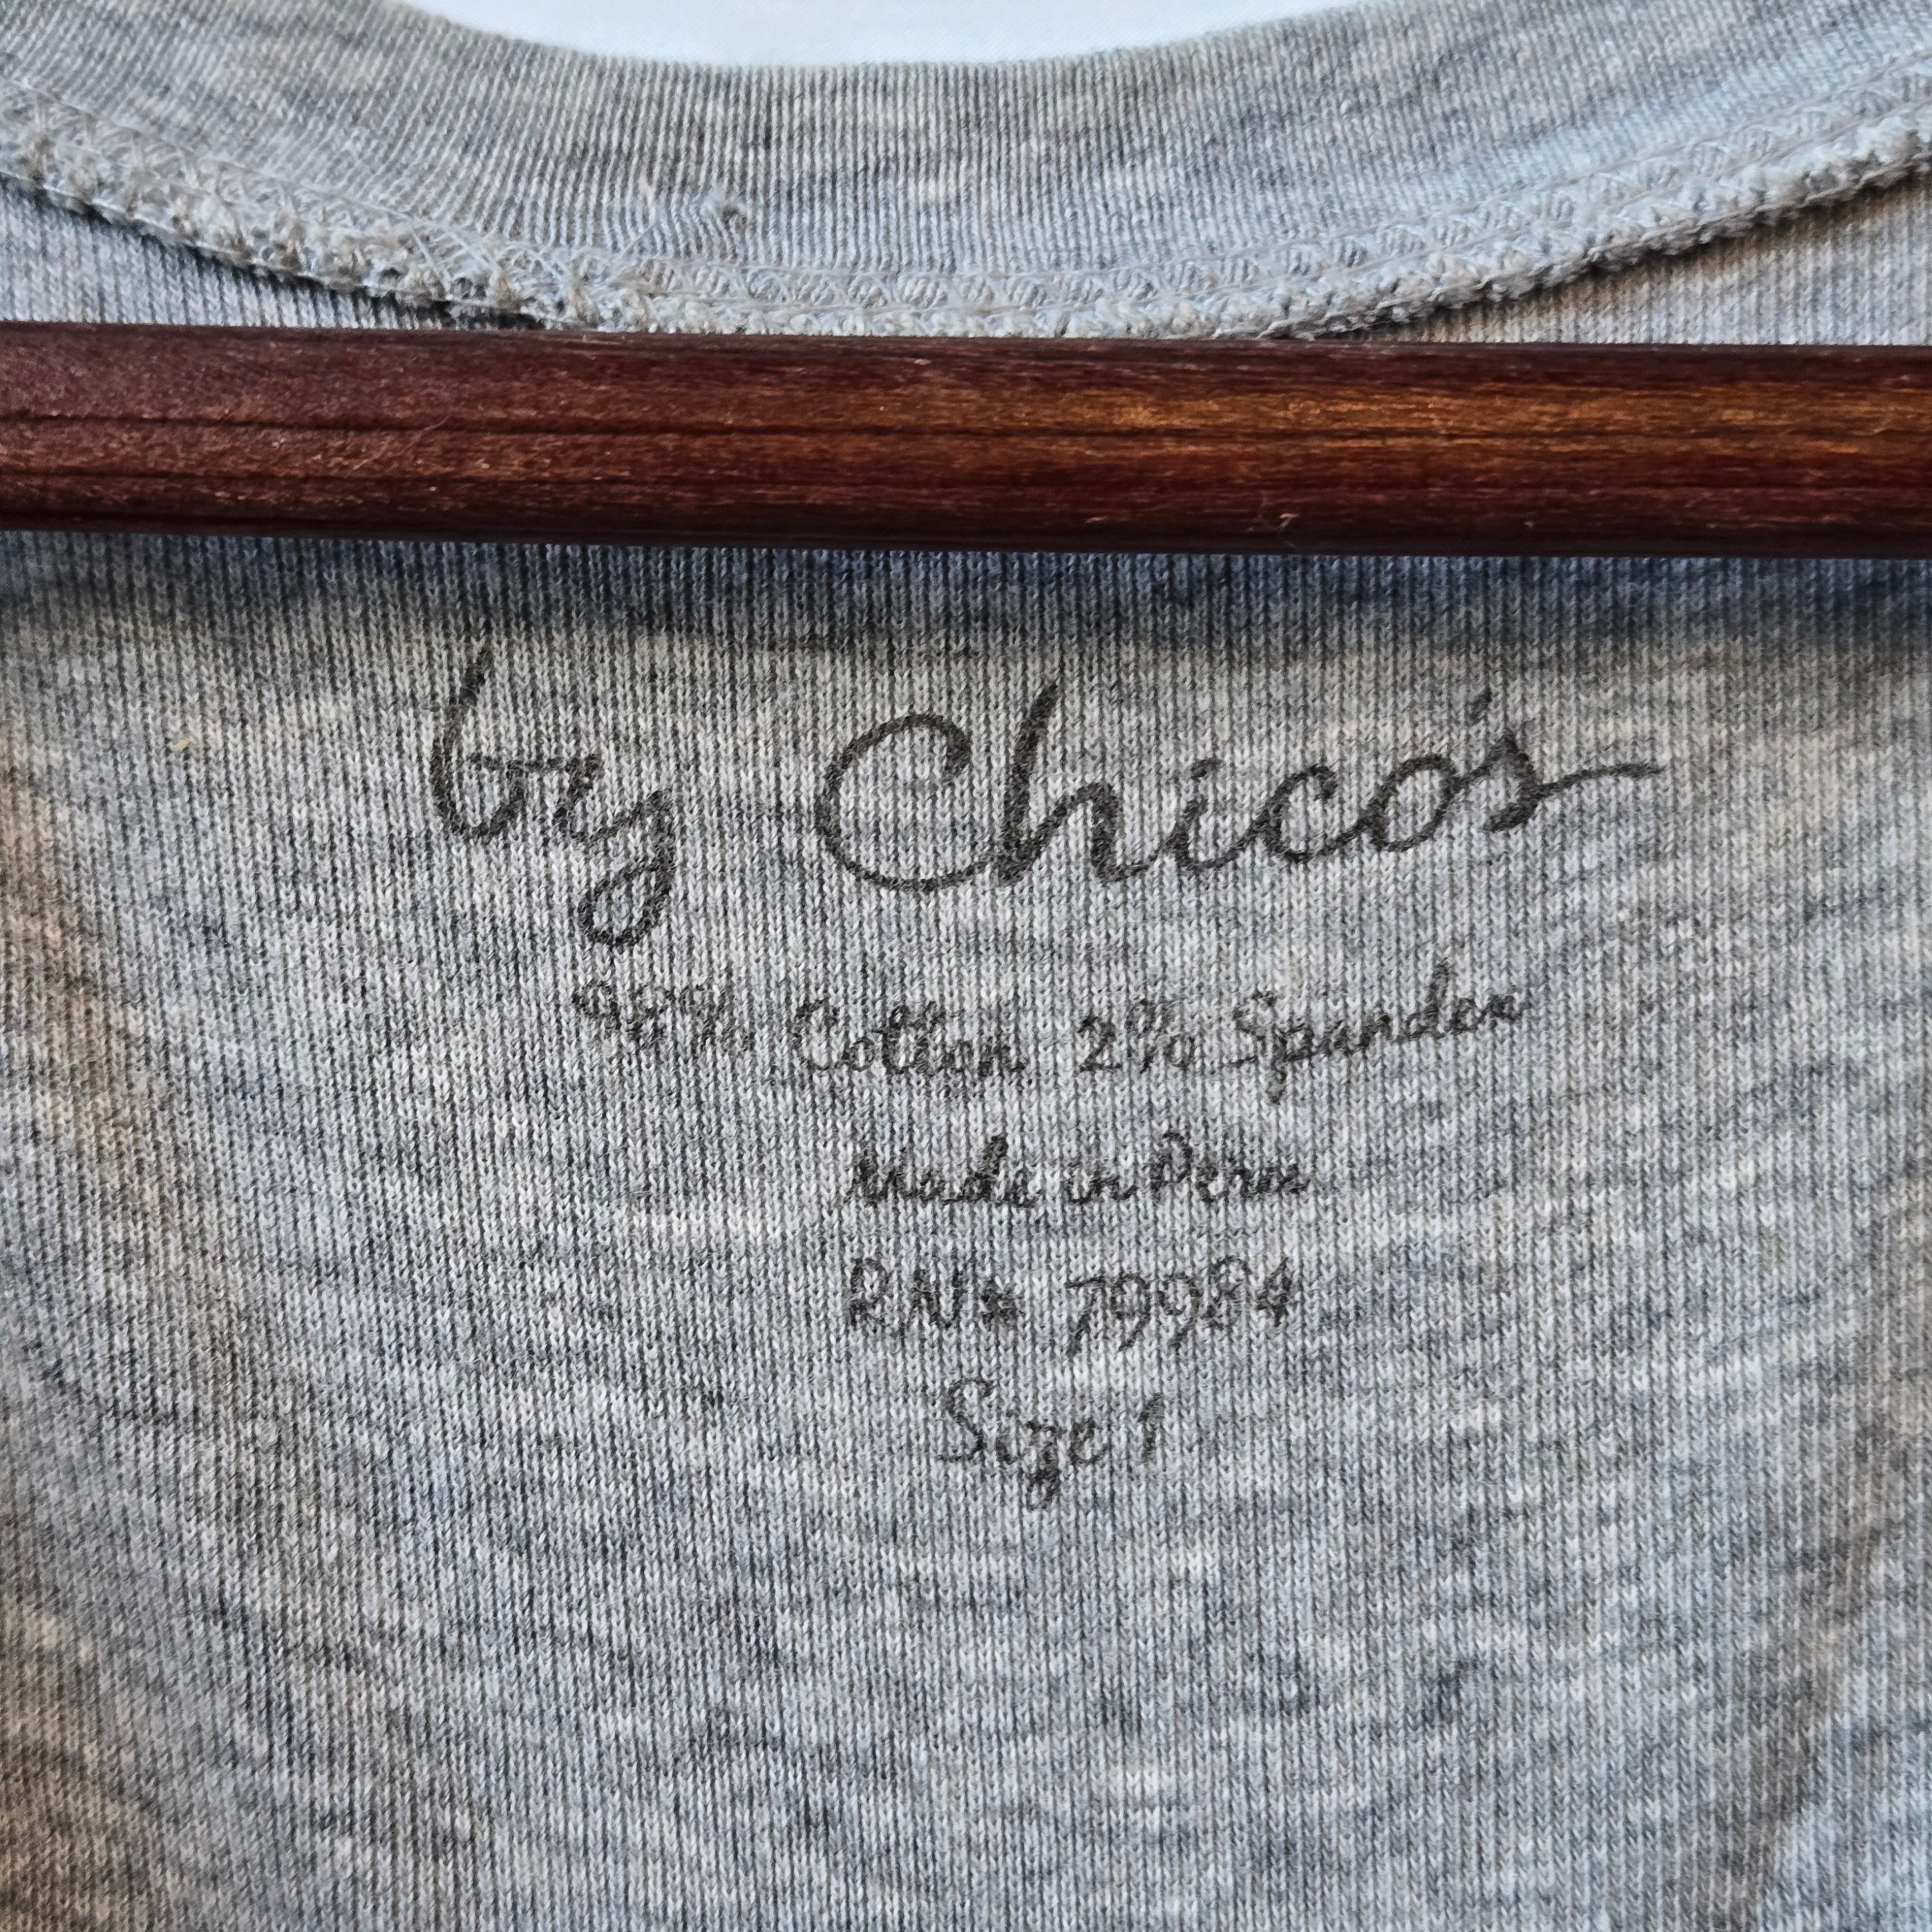 by Chico's
98% Cotton 2% Spandex
Made in Peru
RN# 79984
Size 1